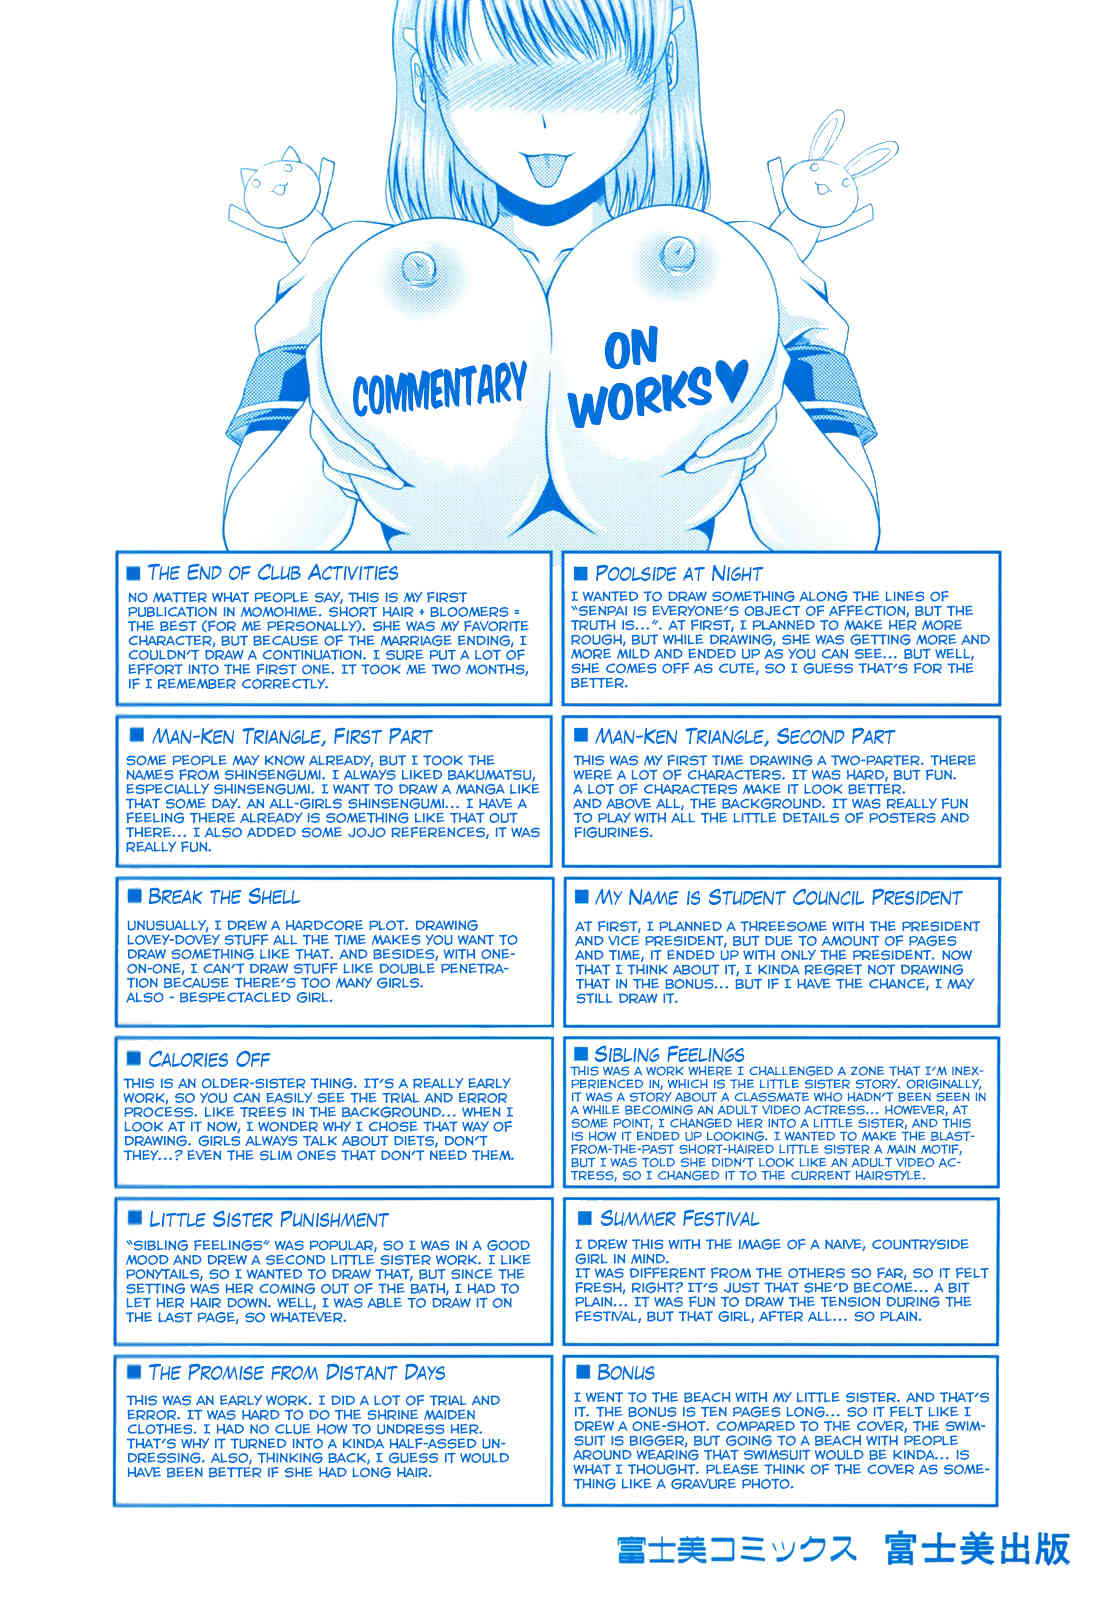 COMMENTARY
ON
WORKS♥
■ THE END OF CLUB ACTIVITIES
NO MATTER WHAT PEOPLE SAY, THIS IS MY FIRST
PUBLICATION IN MOMOHIME. SHORT HAIR + BLOOMERS =
THE BEST (FOR ME PERSONALLY). SHE WAS MY FAVORITE
CHARACTER, BUT BECAUSE OF THE MARRIAGE ENDING, I
COULDN'T DRAW A CONTINUATION. I SURE PUT A LOT OF
EFFORT INTO THE FIRST ONE. IT TOOK ME TWO MONTHS,
IF I REMEMBER CORRECTLY.
■ POOLSIDE AT NIGHT
I WANTED TO DRAW SOMETHING ALONG THE LINES OF
"SENPAI IS EVERYONE'S OBJECT OF AFFECTION, BUT THE
TRUTH IS...". AT FIRST, I PLANNED TO MAKE HER MORE
ROUGH, BUT WHILE DRAWING, SHE WAS GETTING MORE AND
MORE MILD AND ENDED UP AS YOU CAN SEE... BUT WELL,
SHE COMES OFF AS CUTE, SO I GUESS THAT'S FOR THE
BETTER.
■ MAN-KEN TRIANGLE, FIRST PART
SOME PEOPLE MAY KNOW ALREADY, BUT I TOOK THE
NAMES FROM SHINSENGUMI. I ALWAYS LIKED BAKUMATSU,
ESPECIALLY SHINSENGUMI. I WANT TO DRAW A MANGA LIKE
THAT SOME DAY. AN ALL-GIRLS SHINSENGUMI... I HAVE A
FEELING THERE ALREADY IS SOMETHING LIKE THAT OUT
THERE... I ALSO ADDED SOME JOJO REFERENCES, IT WAS
REALLY FUN.
■ MAN-KEN TRIANGLE, SECOND PART
THIS WAS MY FIRST TIME DRAWING A TWO-PARTER. THERE
WERE A LOT OF CHARACTERS. IT WAS HARD, BUT FUN.
A LOT OF CHARACTERS MAKE IT LOOK BETTER.
AND ABOVE ALL, THE BACKGROUND. IT WAS REALLY FUN
TO PLAY WITH ALL THE LITTLE DETAILS OF POSTERS AND
FIGURINES.
■ BREAK THE SHELL
UNUSUALLY, I DREW A HARDCORE PLOT. DRAWING
LOVEY-DOVEY STUFF ALL THE TIME MAKES YOU WANT TO
DRAW SOMETHING LIKE THAT. AND BESIDES, WITH ONE-
ON-ONE, I CAN'T DRAW STUFF LIKE DOUBLE PENETRA-
TION BECAUSE THERE'S TOO MANY GIRLS.
ALSO - BESPECTACLED GIRL.
■ MY NAME IS STUDENT COUNCIL PRESIDENT
AT FIRST, I PLANNED A THREESOME WITH THE PRESIDENT
AND VICE PRESIDENT, BUT DUE TO AMOUNT OF PAGES
AND TIME, IT ENDED UP WITH ONLY THE PRESIDENT. NOW
THAT I THINK ABOUT IT, I KINDA REGRET NOT DRAWING
THAT IN THE BONUS... BUT IF I HAVE THE CHANCE, I MAY
STILL DRAW IT.
■ CALORIES OFF
THIS IS AN OLDER-SISTER THING. IT'S A REALLY EARLY
WORK, SO YOU CAN EASILY SEE THE TRIAL AND ERROR
PROCESS. LIKE TREES IN THE BACKGROUND... WHEN I
LOOK AT IT NOW, I WONDER WHY I CHOSE THAT WAY OF
DRAWING. GIRLS ALWAYS TALK ABOUT DIETS, DON'T
THEY...? EVEN THE SLIM ONES THAT DON'T NEED THEM.
■ SIBLING FEELINGS
THIS WAS A WORK WHERE I CHALLENGED A ZONE THAT I'M INEX-
PERIENCED IN, WHICH IS THE LITTLE SISTER STORY. ORIGINALLY,
IT WAS A STORY ABOUT A CLASSMATE WHO HADN'T BEEN SEEN IN
A WHILE BECOMING AN ADULT VIDEO ACTRESS... HOWEVER, AT
SOME POINT, I CHANGED HER INTO A LITTLE SISTER, AND THIS
IS HOW IT ENDED UP LOOKING. I WANTED TO MAKE THE BLAST-
FROM-THE-PAST SHORT-HAIRED LITTLE SISTER A MAIN MOTIF,
BUT I WAS TOLD SHE DIDN'T LOOK LIKE AN ADULT VIDEO AC-
TRESS, SO I CHANGED IT TO THE CURRENT HAIRSTYLE.
■ LITTLE SISTER PUNISHMENT
"SIBLING FEELINGS" WAS POPULAR, SO I WAS IN A GOOD
MOOD AND DREW A SECOND LITTLE SISTER WORK. I LIKE
PONYTAILS, SO I WANTED TO DRAW THAT, BUT SINCE THE
SETTING WAS HER COMING OUT OF THE BATH, I HAD TO
LET HER HAIR DOWN. WELL, I WAS ABLE TO DRAW IT ON
THE LAST PAGE, SO WHATEVER.
■ SUMMER FESTIVAL
I DREW THIS WITH THE IMAGE OF A NAIVE, COUNTRYSIDE
GIRL IN MIND.
IT WAS DIFFERENT FROM THE OTHERS SO FAR, SO IT FELT
FRESH, RIGHT? IT'S JUST THAT SHE'D BECOME... A BIT
PLAIN... IT WAS FUN TO DRAW THE TENSION DURING THE
FESTIVAL, BUT THAT GIRL, AFTER ALL... SO PLAIN.
■ THE PROMISE FROM DISTANT DAYS
THIS WAS AN EARLY WORK. I DID A LOT OF TRIAL AND
ERROR. IT WAS HARD TO DO THE SHRINE MAIDEN
CLOTHES. I HAD NO CLUE HOW TO UNDRESS HER.
THAT'S WHY IT TURNED INTO A KINDA HALF-ASSED UN-
DRESSING. ALSO, THINKING BACK, I GUESS IT WOULD
HAVE BEEN BETTER IF SHE HAD LONG HAIR.
■ BONUS
I WENT TO THE BEACH WITH MY LITTLE SISTER. AND THAT'S
IT. THE BONUS IS TEN PAGES LONG... SO IT FELT LIKE I
DREW A ONE-SHOT. COMPARED TO THE COVER, THE SWIM-
SUIT IS BIGGER, BUT GOING TO A BEACH WITH PEOPLE
AROUND WEARING THAT SWIMSUIT WOULD BE KINDA... IS
WHAT I THOUGHT. PLEASE THINK OF THE COVER AS SOME-
THING LIKE A GRAVURE PHOTO.
富士美コミックス 富士美出版